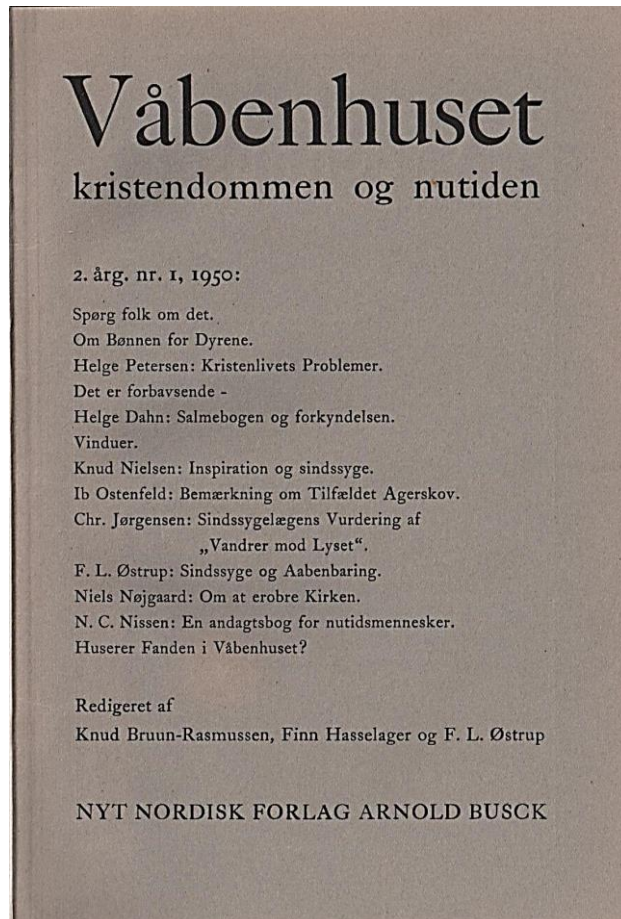 Våbenhuset
kristendommen og nutiden
2. årg. nr. 1, 1950:
Spørg folk om det.
Om Bønnen for Dyrene.
Helge Petersen: Kristenlivets Problemer.
Det er forbavsende -
Helge Dahn: Salmebogen og forkyndelsen.
Vinduer.
Knud Nielsen: Inspiration og sindssyge.
Ib Ostenfeld: Bemærkning om Tilfældet Agerskov.
Chr. Jørgensen: Sindssygelægens Vurdering af
„Vandrer mod Lyset“.
F. L. Østrup: Sindssyge og Aabenbaring.
Niels Nøjgaard: Om at erobre Kirken.
N. C. Nissen: En andagtsbog for nutidsmennesker.
Huserer Fanden i Våbenhuset?
Redigeret af
Knud Bruun-Rasmussen, Finn Hasselager og F. L. Østrup
NYT NORDISK FORLAG ARNOLD BUSCK